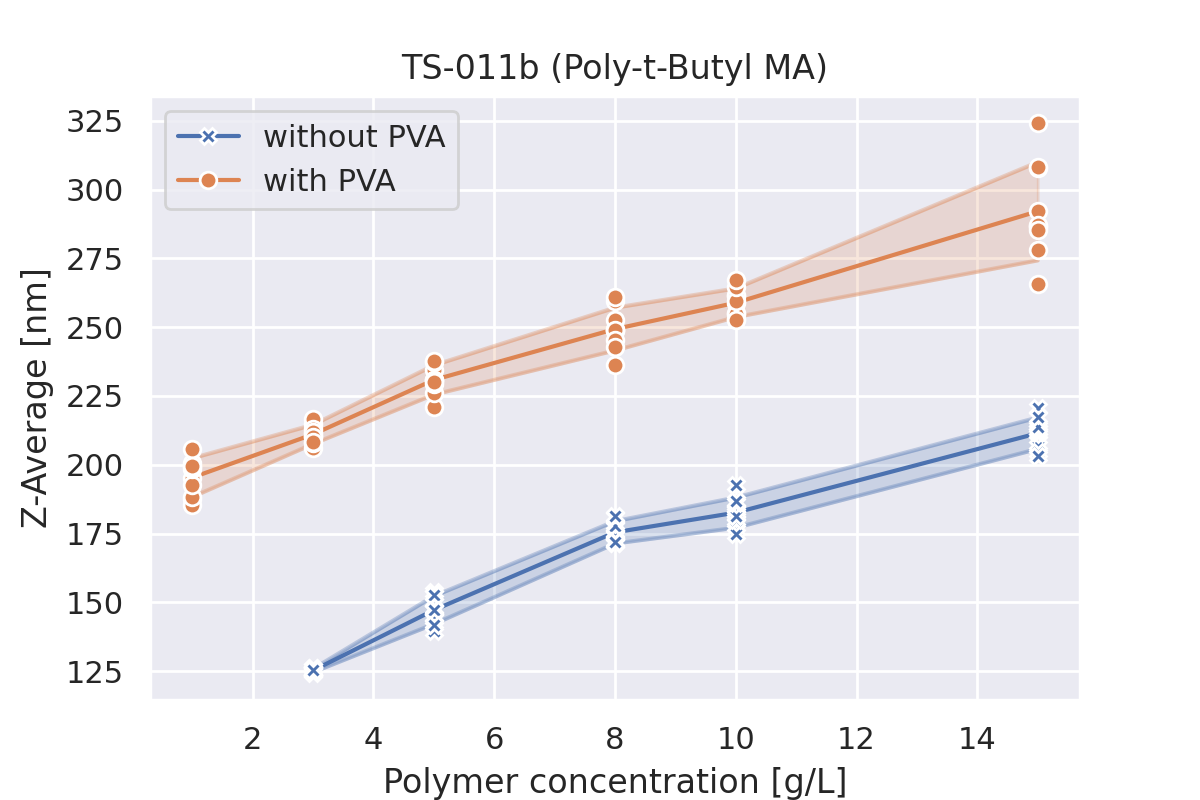 TS-011b (Poly-t-Butyl MA)
without PVA
with PVA
325
300
275
250
225
200
175
150
125
Z-Average [nm]
2 4 6 8 10 12 14
Polymer concentration [g/L]